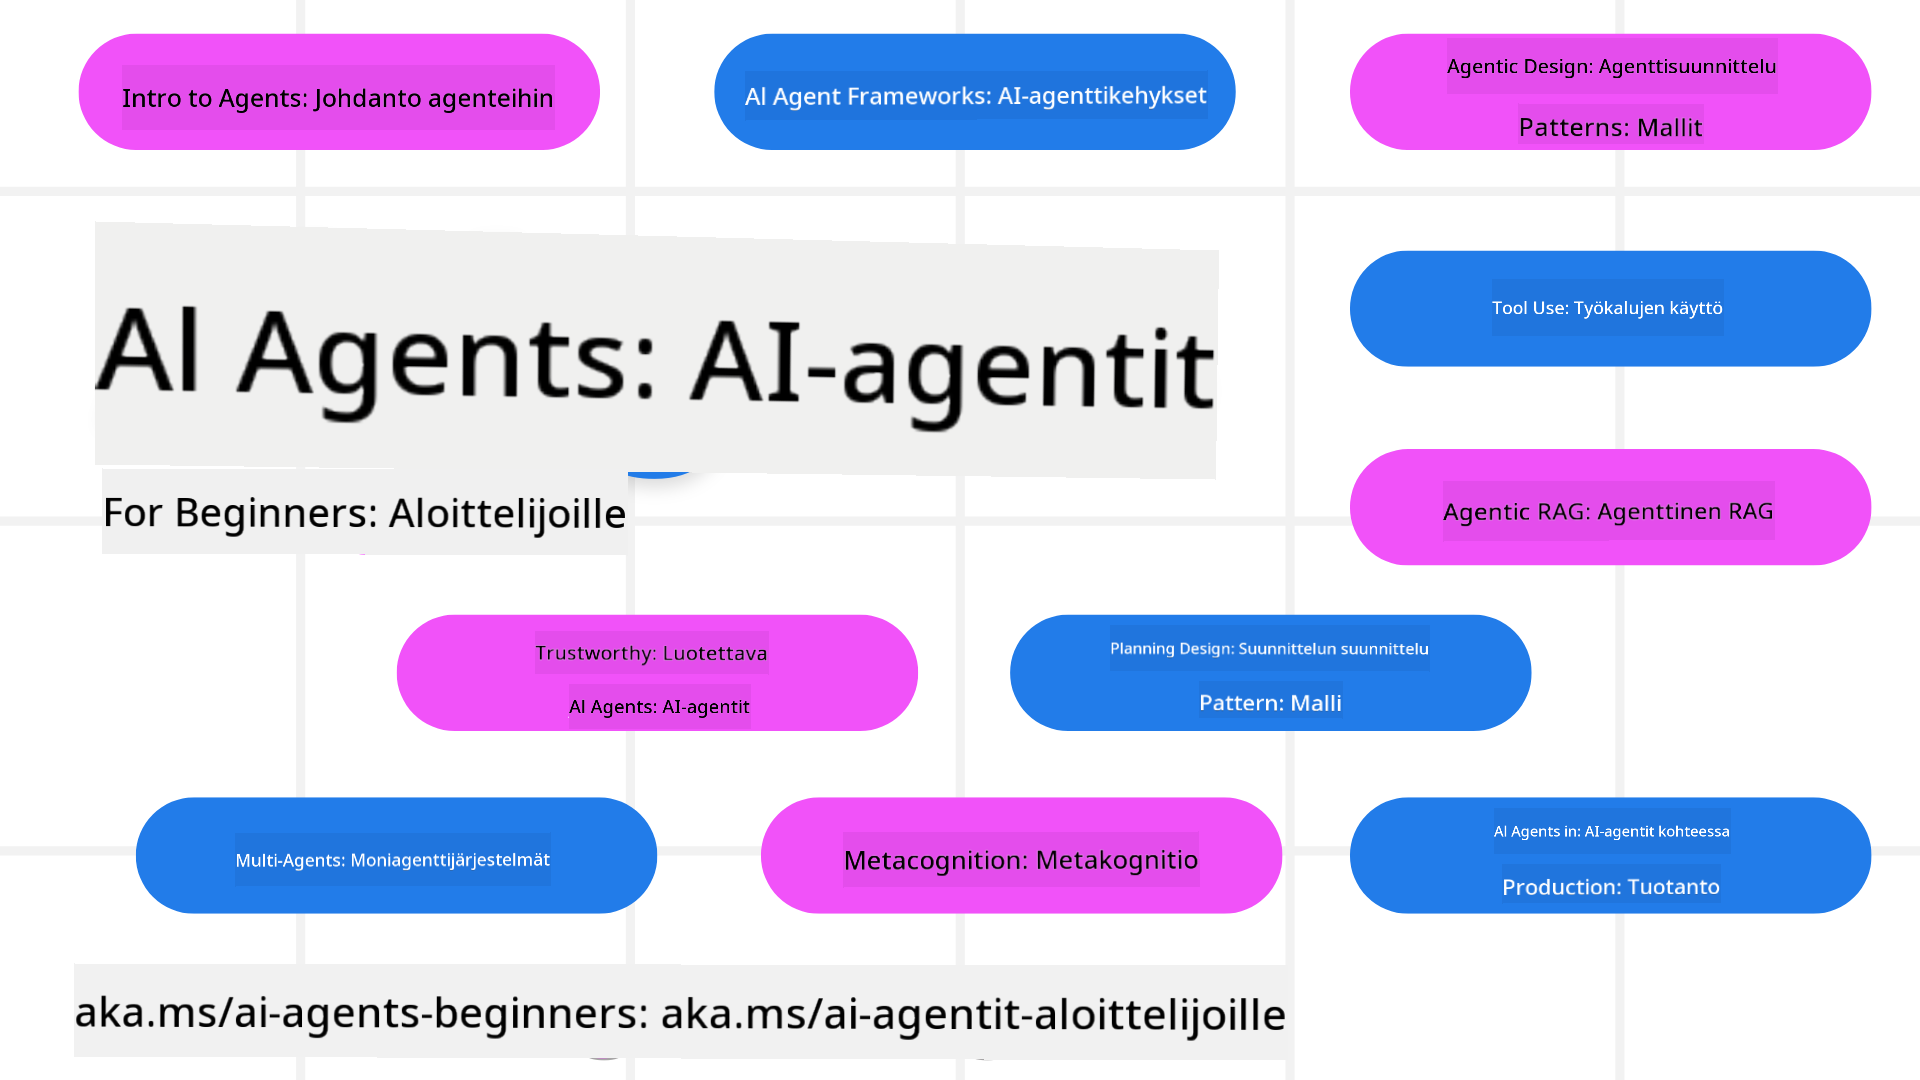 Intro to Agents: Johdanto agenteihin
AI Agent Frameworks: AI-agenttikehykset
Agentic Design: Agenttisuunnittelu
Patterns: Mallit
AI Agents: AI-agentit
For Beginners: Aloittelijoille
Tool Use: Työkalujen käyttö
Agentic RAG: Agenttinen RAG
Trustworthy: Luotettava
AI Agents: AI-agentit
Planning Design: Suunnittelun suunnittelu
Pattern: Malli
Multi-Agents: Moniagenttijärjestelmät
Metacognition: Metakognitio
AI Agents in: AI-agentit kohteessa
Production: Tuotanto
aka.ms/ai-agents-beginners: aka.ms/ai-agentit-aloittelijoille